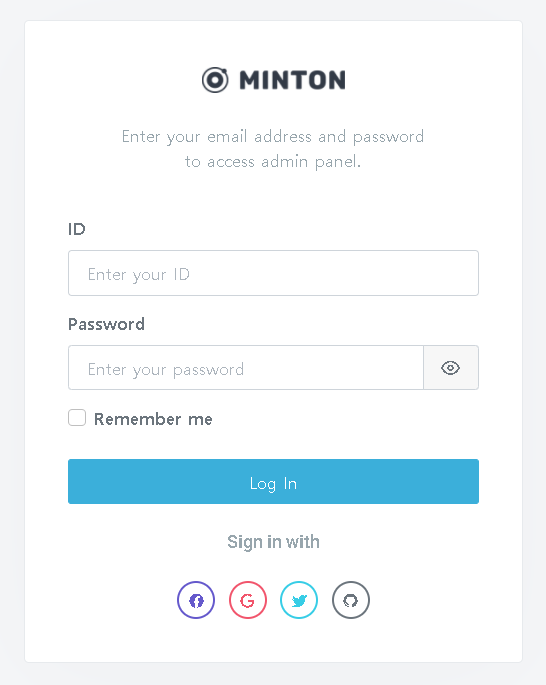 MINTON
Enter your email address and password
to access admin panel.
ID
Enter your ID
Password
Enter your password
Remember me
Log In
Sign in with